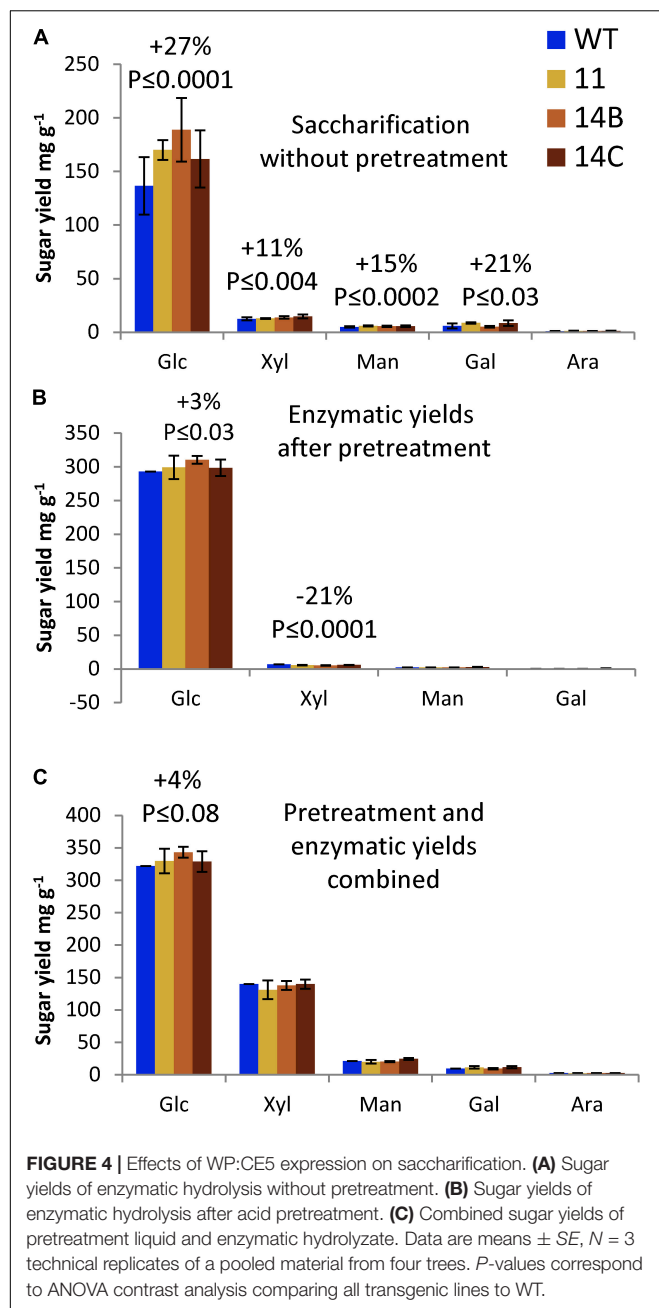 A
+27%
P≤0.0001
WT
11
14B
14C
Saccharification
without pretreatment
Sugar yield mg g⁻¹
250
200
150
100
50
0
+11%
P≤0.004
+15%
P≤0.0002
+21%
P≤0.03
Glc Xyl Man Gal Ara
B
+3%
P≤0.03
Enzymatic yields
after pretreatment
Sugar yield mg g⁻¹
350
300
250
200
150
100
50
0
-50
-21%
P≤0.0001
Glc Xyl Man Gal
C
+4%
P≤0.08
Pretreatment and
enzymatic yields
combined
Sugar yield mg g⁻¹
400
350
300
250
200
150
100
50
0
Glc Xyl Man Gal Ara
FIGURE 4 | Effects of WP:CE5 expression on saccharification. (A) Sugar
yields of enzymatic hydrolysis without pretreatment. (B) Sugar yields of
enzymatic hydrolysis after acid pretreatment. (C) Combined sugar yields of
pretreatment liquid and enzymatic hydrolyzate. Data are means ± SE, N = 3
technical replicates of a pooled material from four trees. P-values correspond
to ANOVA contrast analysis comparing all transgenic lines to WT.